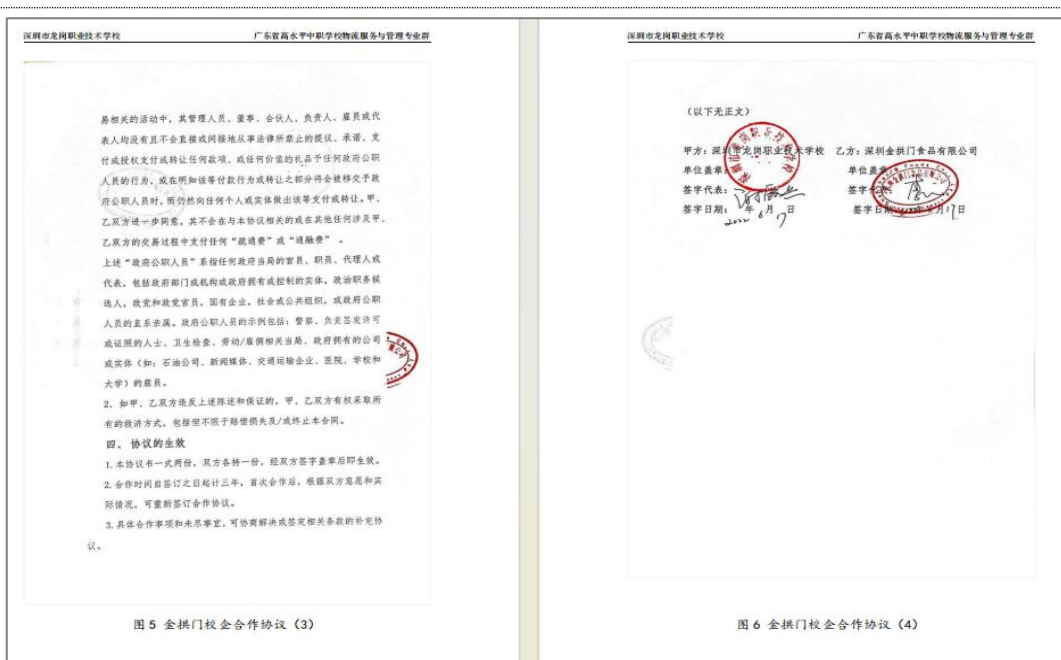 深圳市龙岗职业技术学校 广东省高水平中职学校物流服务与管理专业群
易相关的活动中，其管理人员、董事、合伙人、负责人、雇员或代
表人均没有且不会直接或间接地从事法律所禁止的提议、承诺、支
付或授权支付或转让任何款项、或任何价值的礼品予任何政府公职
人员的行为，或在明知该等付款行为或转让之部分将会被移交予政
府公职人员时，而仍然向任何个人或实体做出该等支付或转让。甲、
乙双方进一步同意，其不会在与本协议相关的或在其他任何涉及甲、
乙双方的交易过程中支付任何“疏通费”或“通融费” 。
上述“政府公职人员”系指任何政府当局的官员、职员、代理人或
代表，包括政府部门或机构或政府拥有或控制的实体，政治职务候
选人，政党和政党官员，国有企业，社会或公共组织，或政府公职
人员的直系亲属。政府公职人员的示例包括：警察、负责签发许可
或证照的人士、卫生检查、劳动/雇佣相关当局、政府拥有的公司
或实体（如：石油公司、新闻媒体、交通运输企业、医院、学校和
大学）的雇员。
2. 如甲、乙双方违反上述陈述和保证的，甲、乙双方有权采取所
有的救济方式，包括但不限于赔偿损失及/或终止本合同。
四、 协议的生效
1.本协议书一式两份，双方各持一份，经双方签字盖章后即生效。
2.合作时间自签订之日起计三年，首次合作后，根据双方意愿和实
际情况，可重新签订合作协议。
3.具体合作事项和未尽事宜，可协商解决或签定相关条款的补充协
议。
图 5 金拱门校企合作协议（3）
深圳市龙岗职业技术学校 广东省高水平中职学校物流服务与管理专业群
（以下无正文）
甲方：深圳市龙岗职业技术学校 乙方：深圳金拱门食品有限公司
单位盖章： 单位盖章：
签字代表： 签字代表：
签字日期： 年 月 日 签字日期： 月17日
2022 6 17
图 6 金拱门校企合作协议（4）